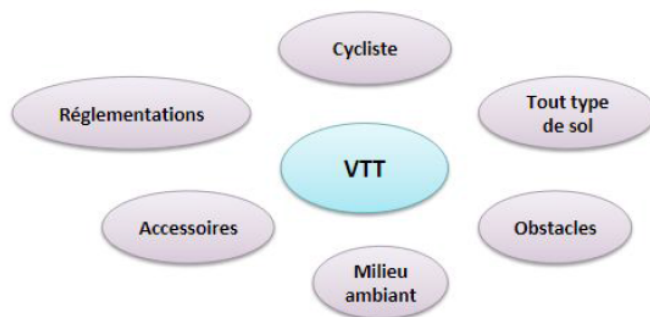 Cycliste
Réglementations
Tout type
de sol
VTT
Accessoires
Obstacles
Milieu
ambiant